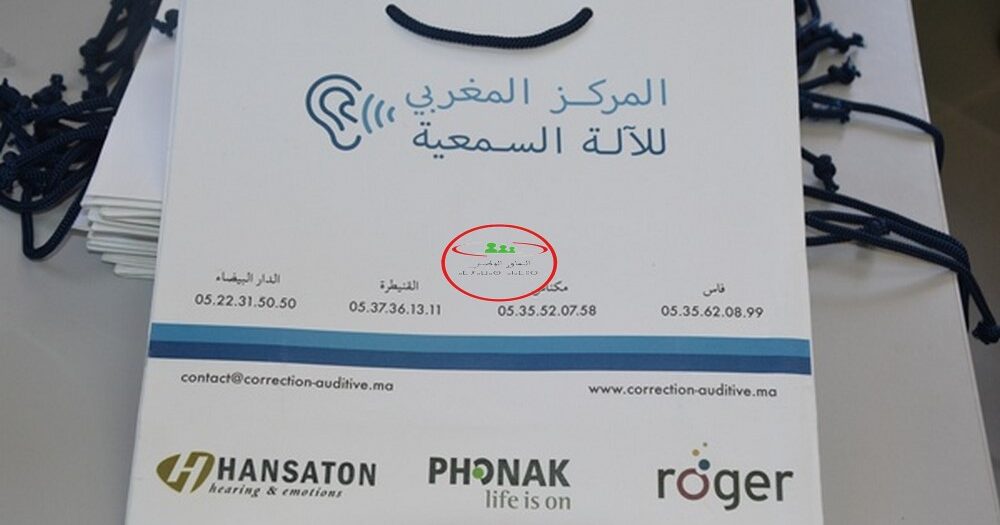 المركز المغربي
للآلة السمعية
الدار البيضاء
05.22.31.50.50
القنيطرة
05.37.36.13.11
05.35.52.07.58
فاس
05.35.62.08.99
contact@correction-auditive.ma
www.correction-auditive.ma
HANSATON
hearing & emotions
PHONAK
life is on
roger